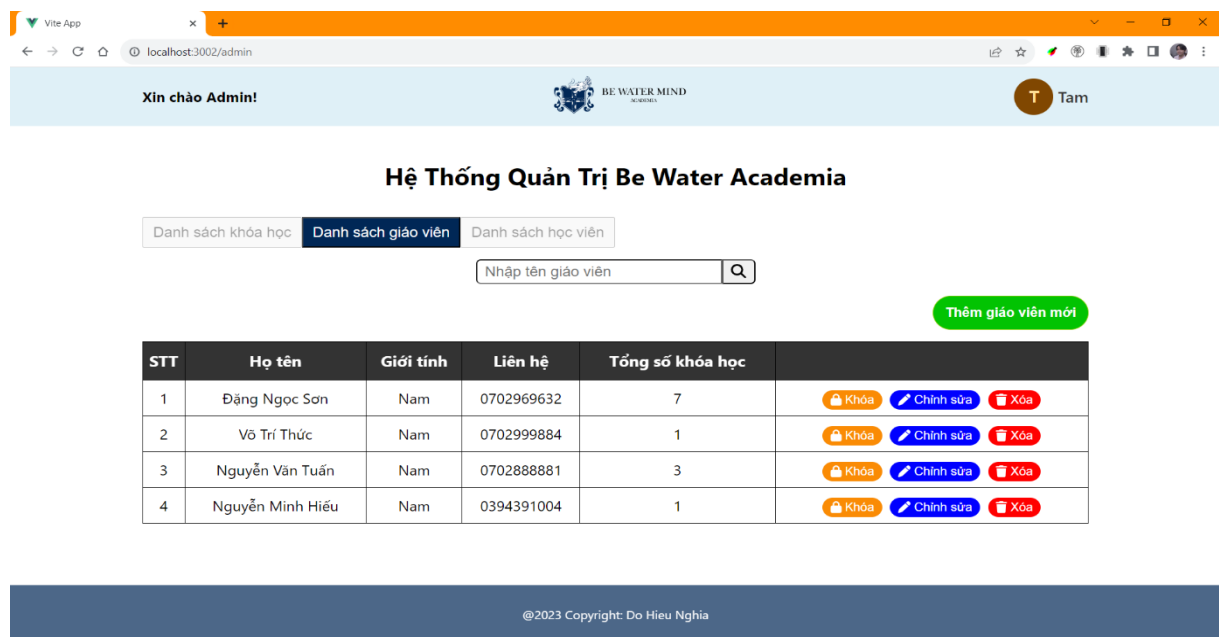 Vite App
localhost:3002/admin
Xin chào Admin!
BE WATER MIND
ACADEMIA
T Tam
Hệ Thống Quản Trị Be Water Academia
Danh sách khóa học Danh sách giáo viên Danh sách học viên
Nhập tên giáo viên
Thêm giáo viên mới
STT Họ tên Giới tính Liên hệ Tổng số khóa học
1 Đặng Ngọc Sơn Nam 0702969632 7 Khóa Chỉnh sửa Xóa
2 Võ Trí Thức Nam 0702999884 1 Khóa Chỉnh sửa Xóa
3 Nguyễn Văn Tuấn Nam 0702888881 3 Khóa Chỉnh sửa Xóa
4 Nguyễn Minh Hiếu Nam 0394391004 1 Khóa Chỉnh sửa Xóa
@2023 Copyright: Do Hieu Nghia